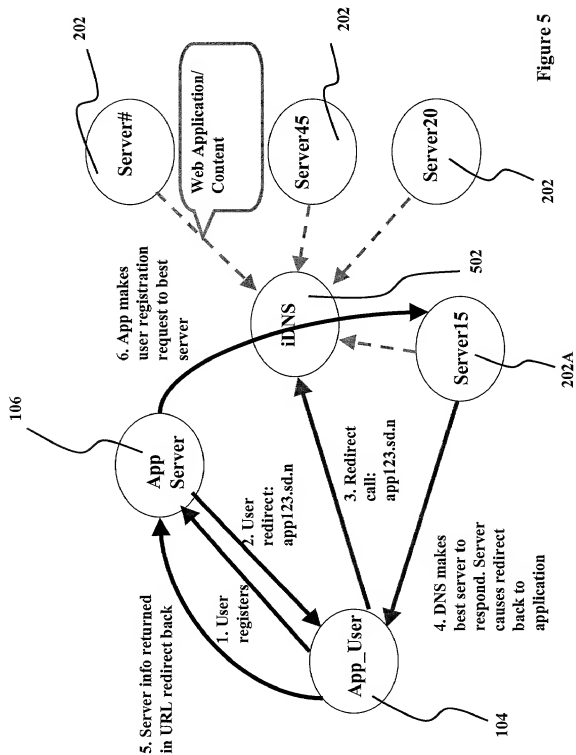 5. Server info returned
in URL redirect back
106
App
Server
6. App makes
user registration
request to best
server
Server#
202
Web Application/
Content
1. User
registers
2. User
redirect:
app123.sd.n
iDNS
502
Server45
202
3. Redirect
call: app123.sd.n
App_User
104
4. DNS makes
best server to
respond. Server
causes redirect
back to
application
Server15
202A
Server20
202
Figure 5